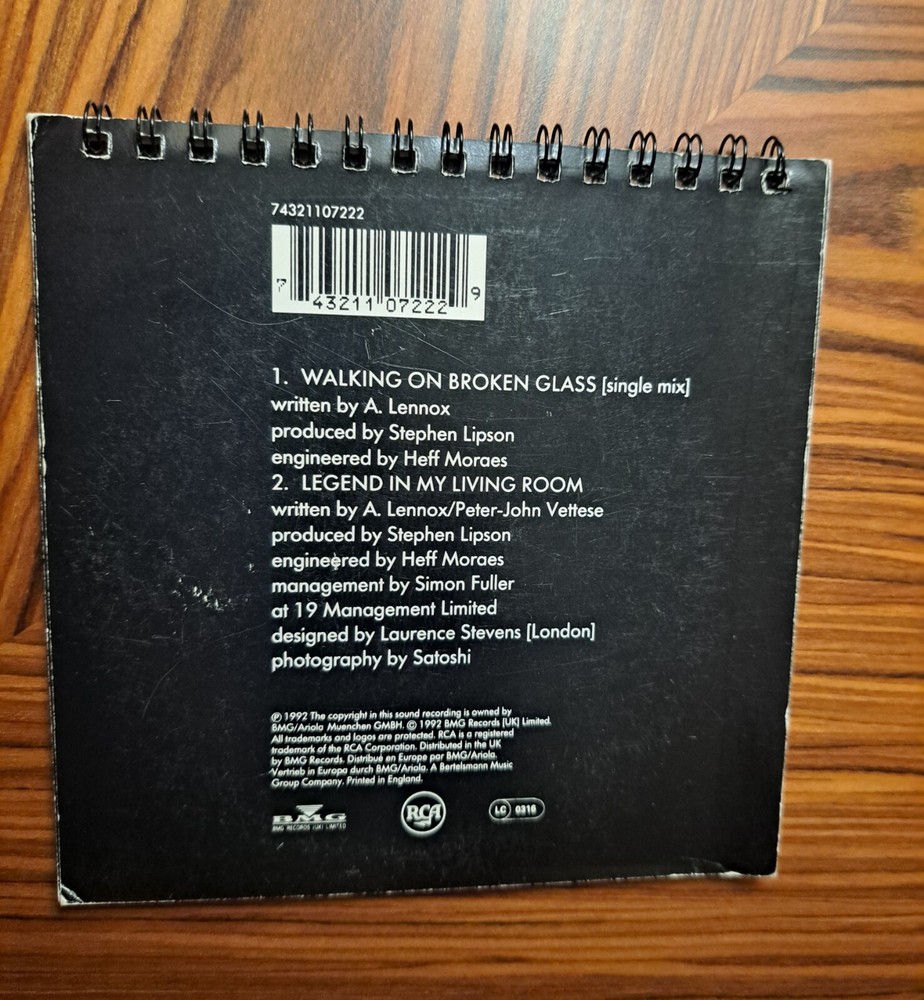 74321107222
7 43211 07222 9
1. WALKING ON BROKEN GLASS [single mix]
written by A. Lennox
produced by Stephen Lipson
engineered by Heff Moraes
2. LEGEND IN MY LIVING ROOM
written by A. Lennox/Peter-John Vettese
produced by Stephen Lipson
engineered by Heff Moraes
management by Simon Fuller
at 19 Management Limited
designed by Laurence Stevens [London]
photography by Satoshi
℗ 1992 The copyright in this sound recording is owned by
BMG/Ariola Muenchen GMBH. © 1992 BMG Records [UK] Limited.
All trademarks and logos are protected. RCA is a registered
trademark of the RCA Corporation. Distributed in the UK
by BMG Records. Distribué en Europe par BMG/Ariola.
Vertrieb in Europa durch BMG/Ariola. A Bertelsmann Music
Group Company. Printed in England.
BMG
BMG RECORDS (UK) LIMITED
RCA
LC 0316